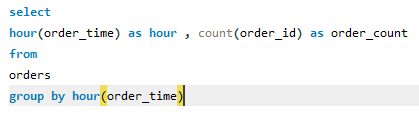 select
hour(order_time) as hour , count(order_id) as order_count
from
orders
group by hour(order_time)